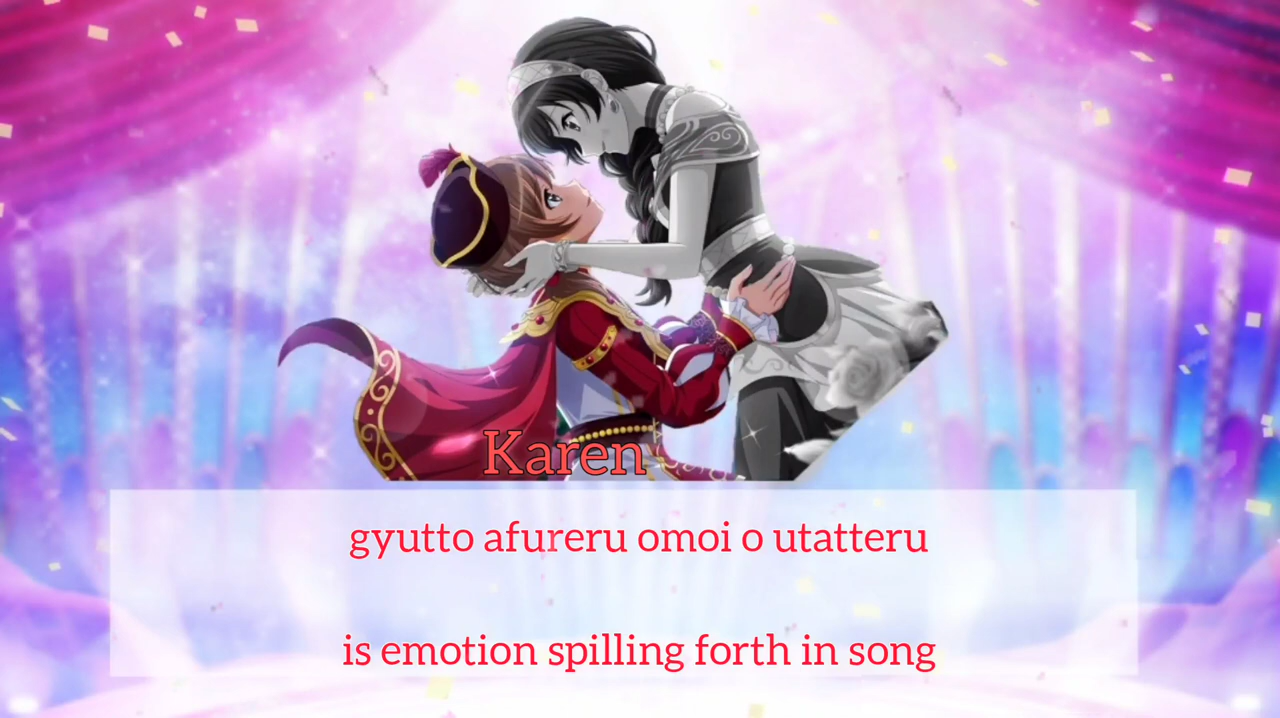 Karen
gyutto afureru omoi o utatteru
is emotion spilling forth in song